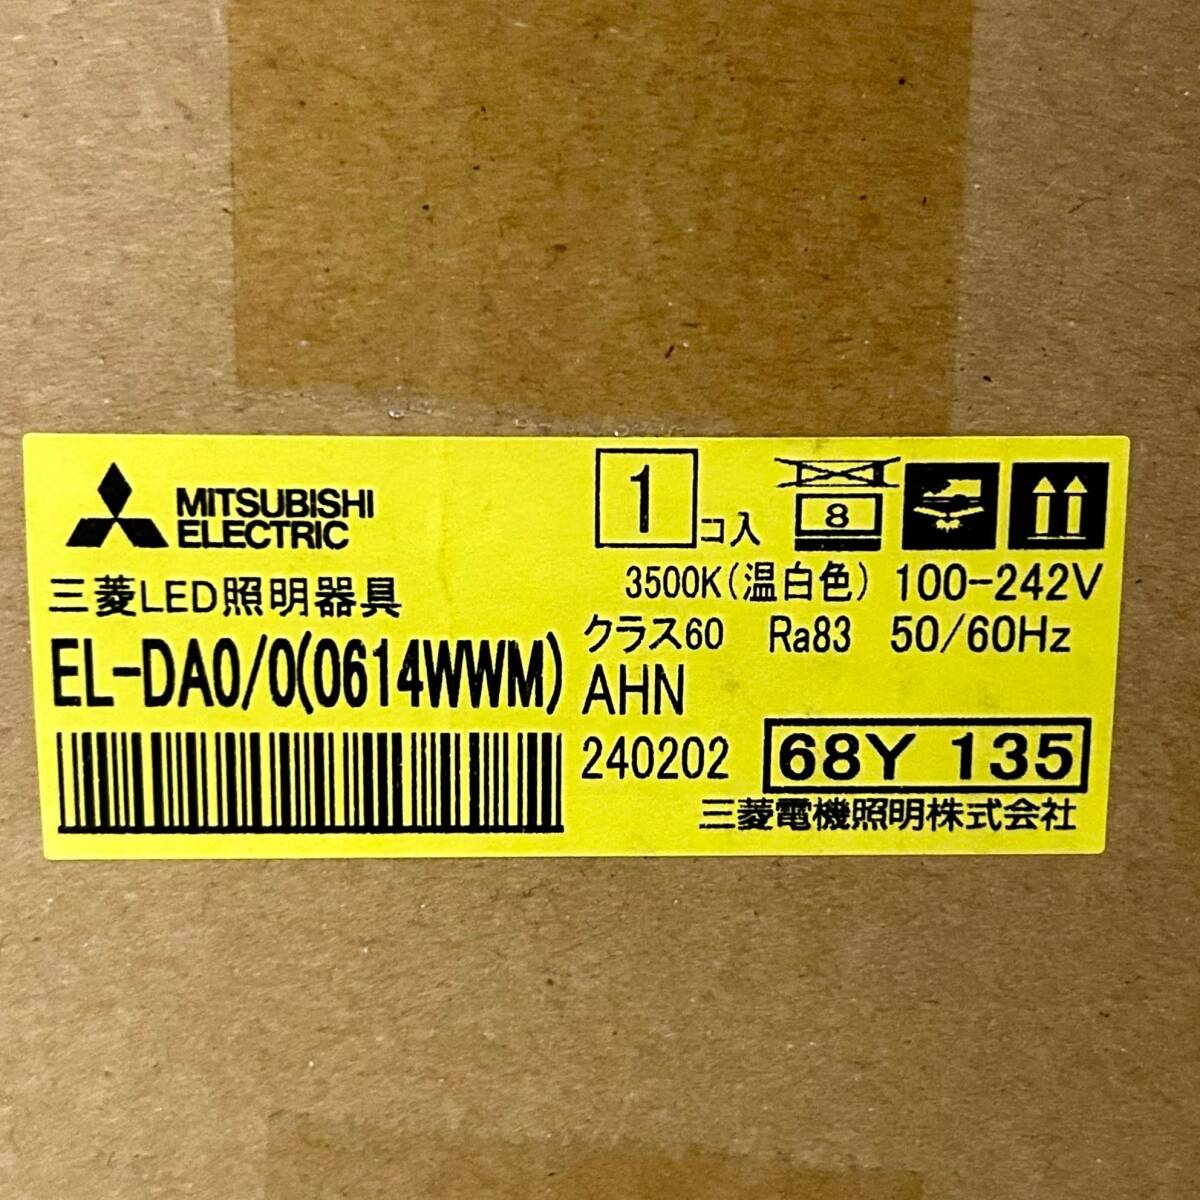 MITSUBISHI
ELECTRIC
1コ入
8
三菱LED照明器具
3500K(温白色) 100-242V
EL-DA0/0(0614WWM)
クラス60 Ra83 50/60Hz
AHN
240202
68Y 135
三菱電機照明株式会社